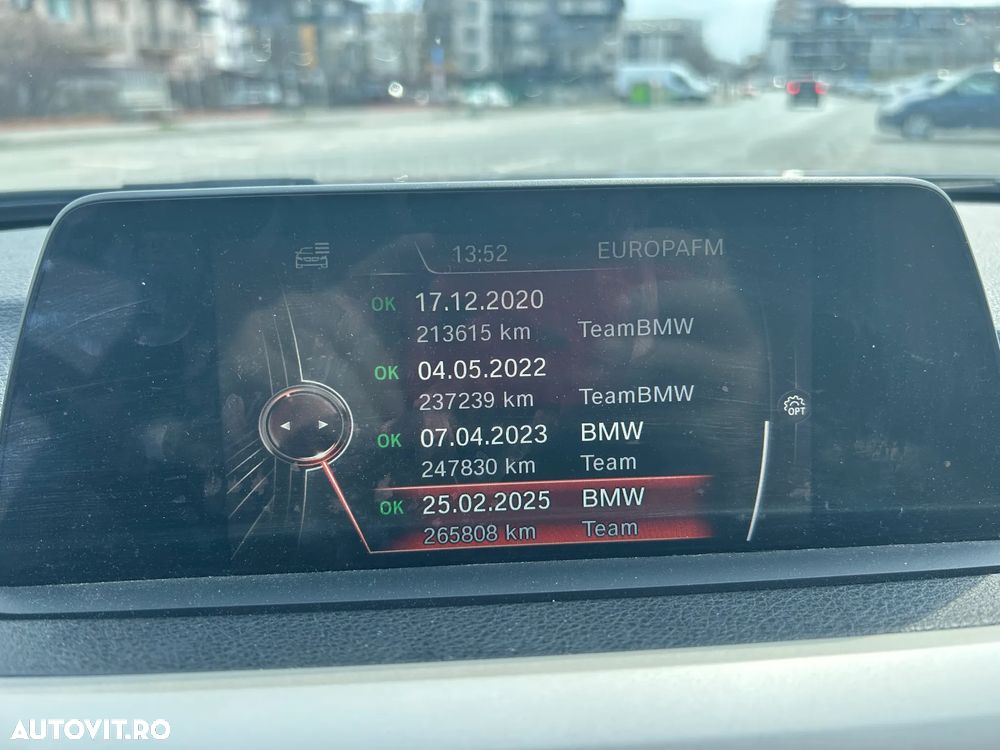 13:52 EUROPAFM
OK 17.12.2020
213615 km TeamBMW
OK 04.05.2022
237239 km TeamBMW
OK 07.04.2023 BMW
247830 km Team
OPT
OK 25.02.2025 BMW
265808 km Team
AUTOVIT.RO